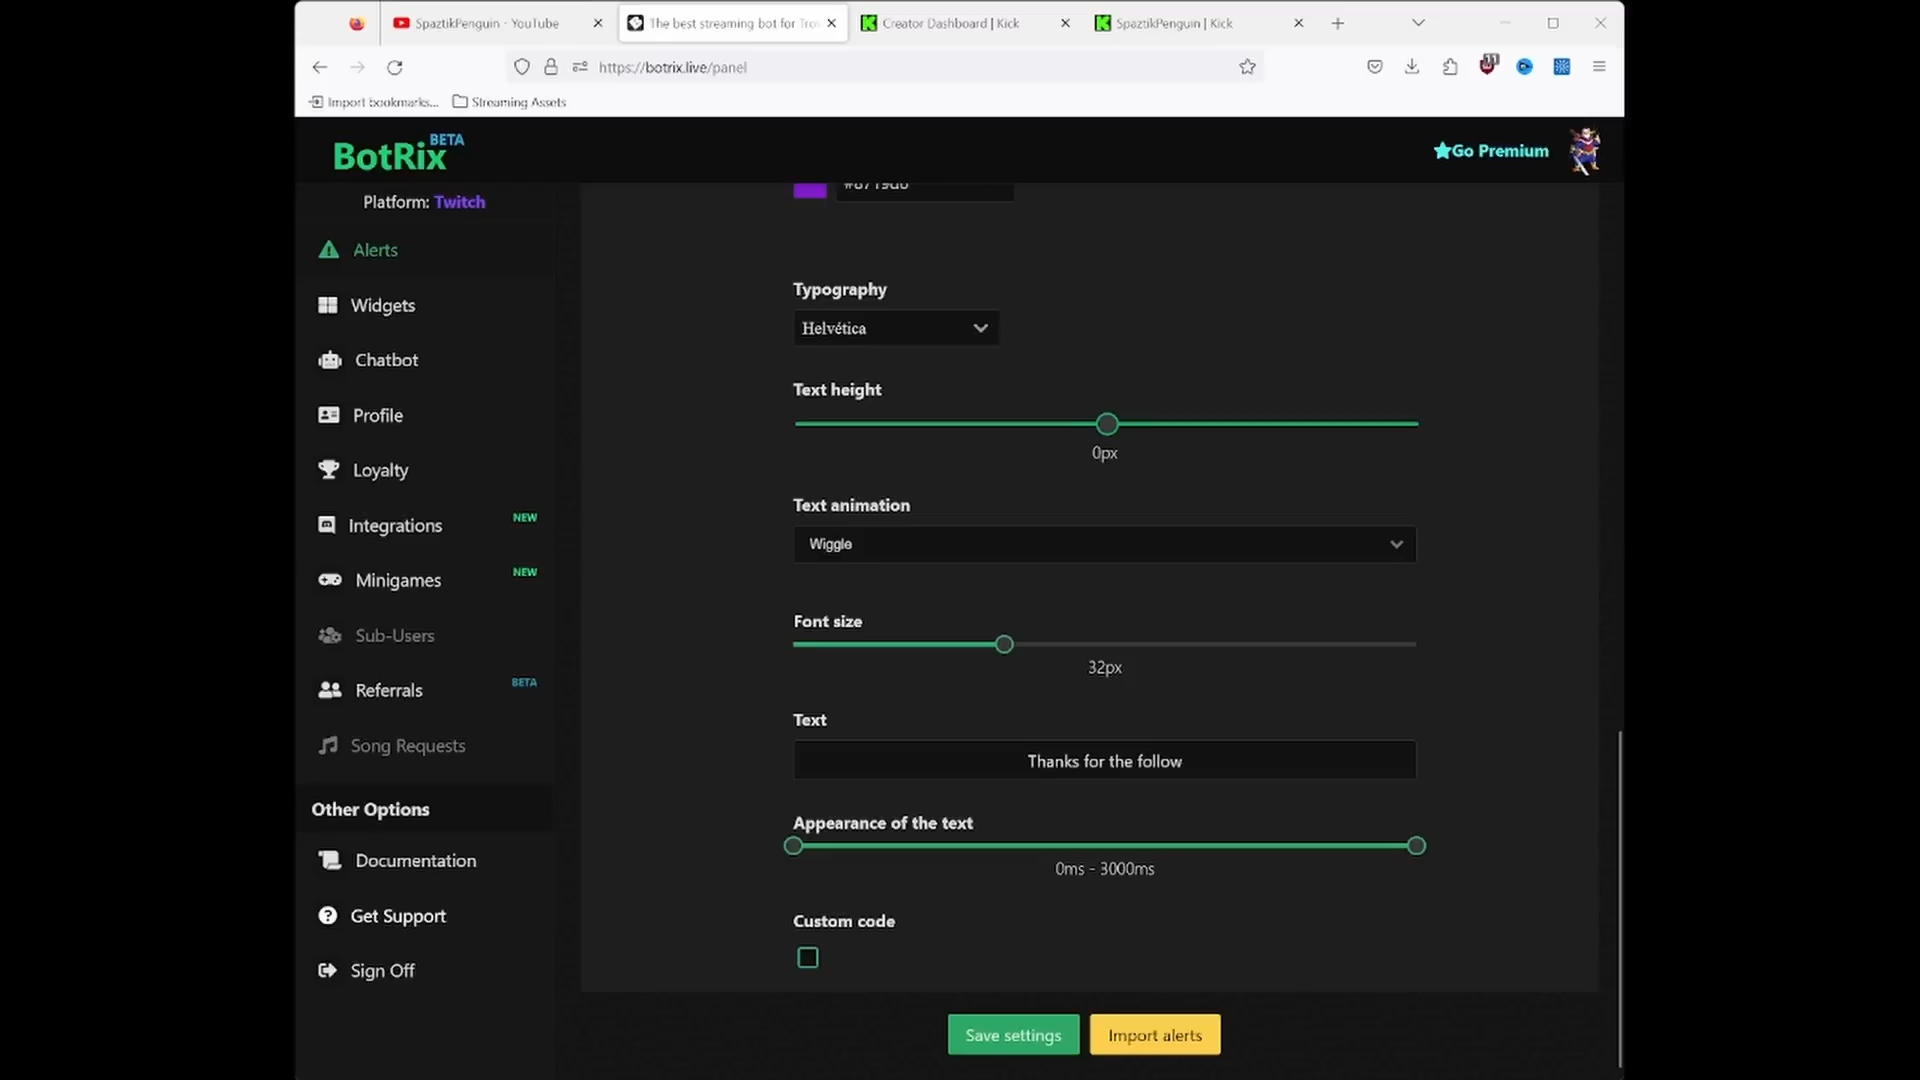 SpaztikPenguin - YouTube
The best streaming bot for Tro
Creator Dashboard | Kick
SpaztikPenguin | Kick
https://botrix.live/panel
11
Import bookmarks...
Streaming Assets
BotRix BETA
Go Premium
Platform: Twitch
Alerts
Widgets
Chatbot
Profile
Loyalty
Integrations NEW
Minigames NEW
Sub-Users
Referrals BETA
Song Requests
Other Options
Documentation
Get Support
Sign Off
Typography
Helvética
Text height
0px
Text animation
Wiggle
Font size
32px
Text
Thanks for the follow
Appearance of the text
0ms - 3000ms
Custom code
Save settings
Import alerts